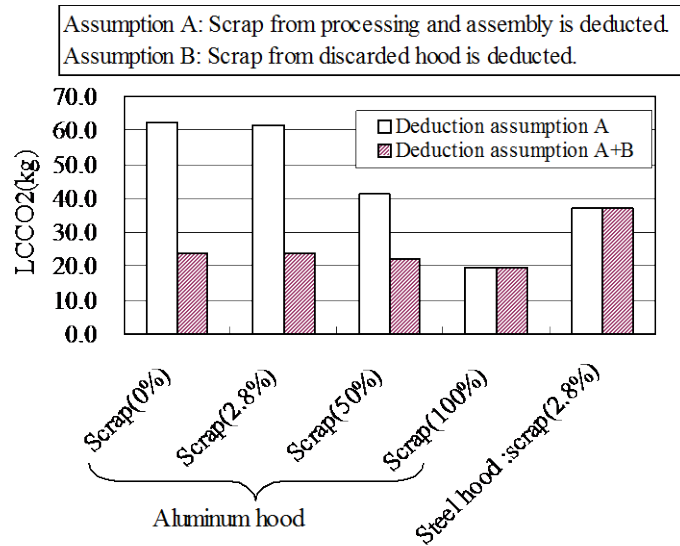 Assumption A: Scrap from processing and assembly is deducted.
Assumption B: Scrap from discarded hood is deducted.
70.0
60.0
50.0
40.0
30.0
20.0
10.0
0.0
LCCO2(kg)
Deduction assumption A
Deduction assumption A+B
Scrap(0%)
Scrap(2.8%)
Scrap(50%)
Scrap(100%)
Steel hood :scrap(2.8%)
Aluminum hood